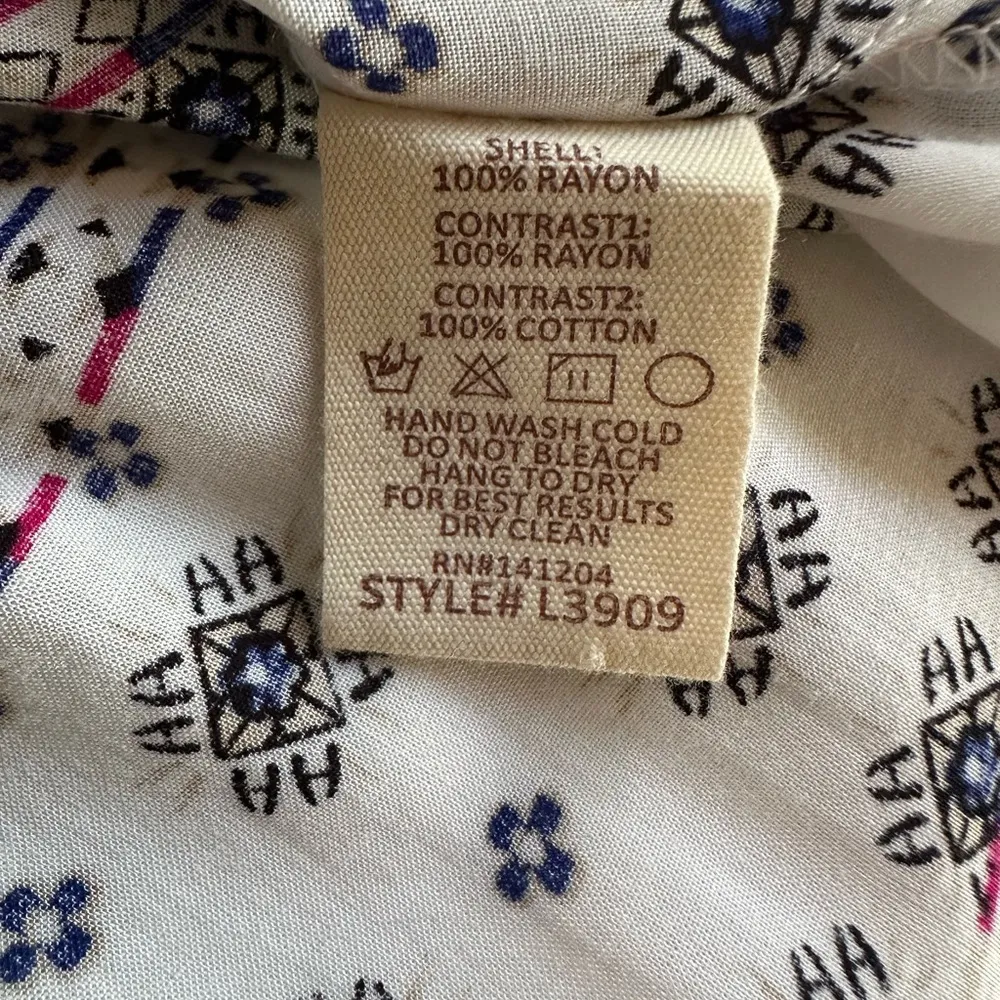 SHELL:
100% RAYON
CONTRAST1:
100% RAYON
CONTRAST2:
100% COTTON
HAND WASH COLD
DO NOT BLEACH
HANG TO DRY
FOR BEST RESULTS
DRY CLEAN
RN#141204
STYLE# L3909